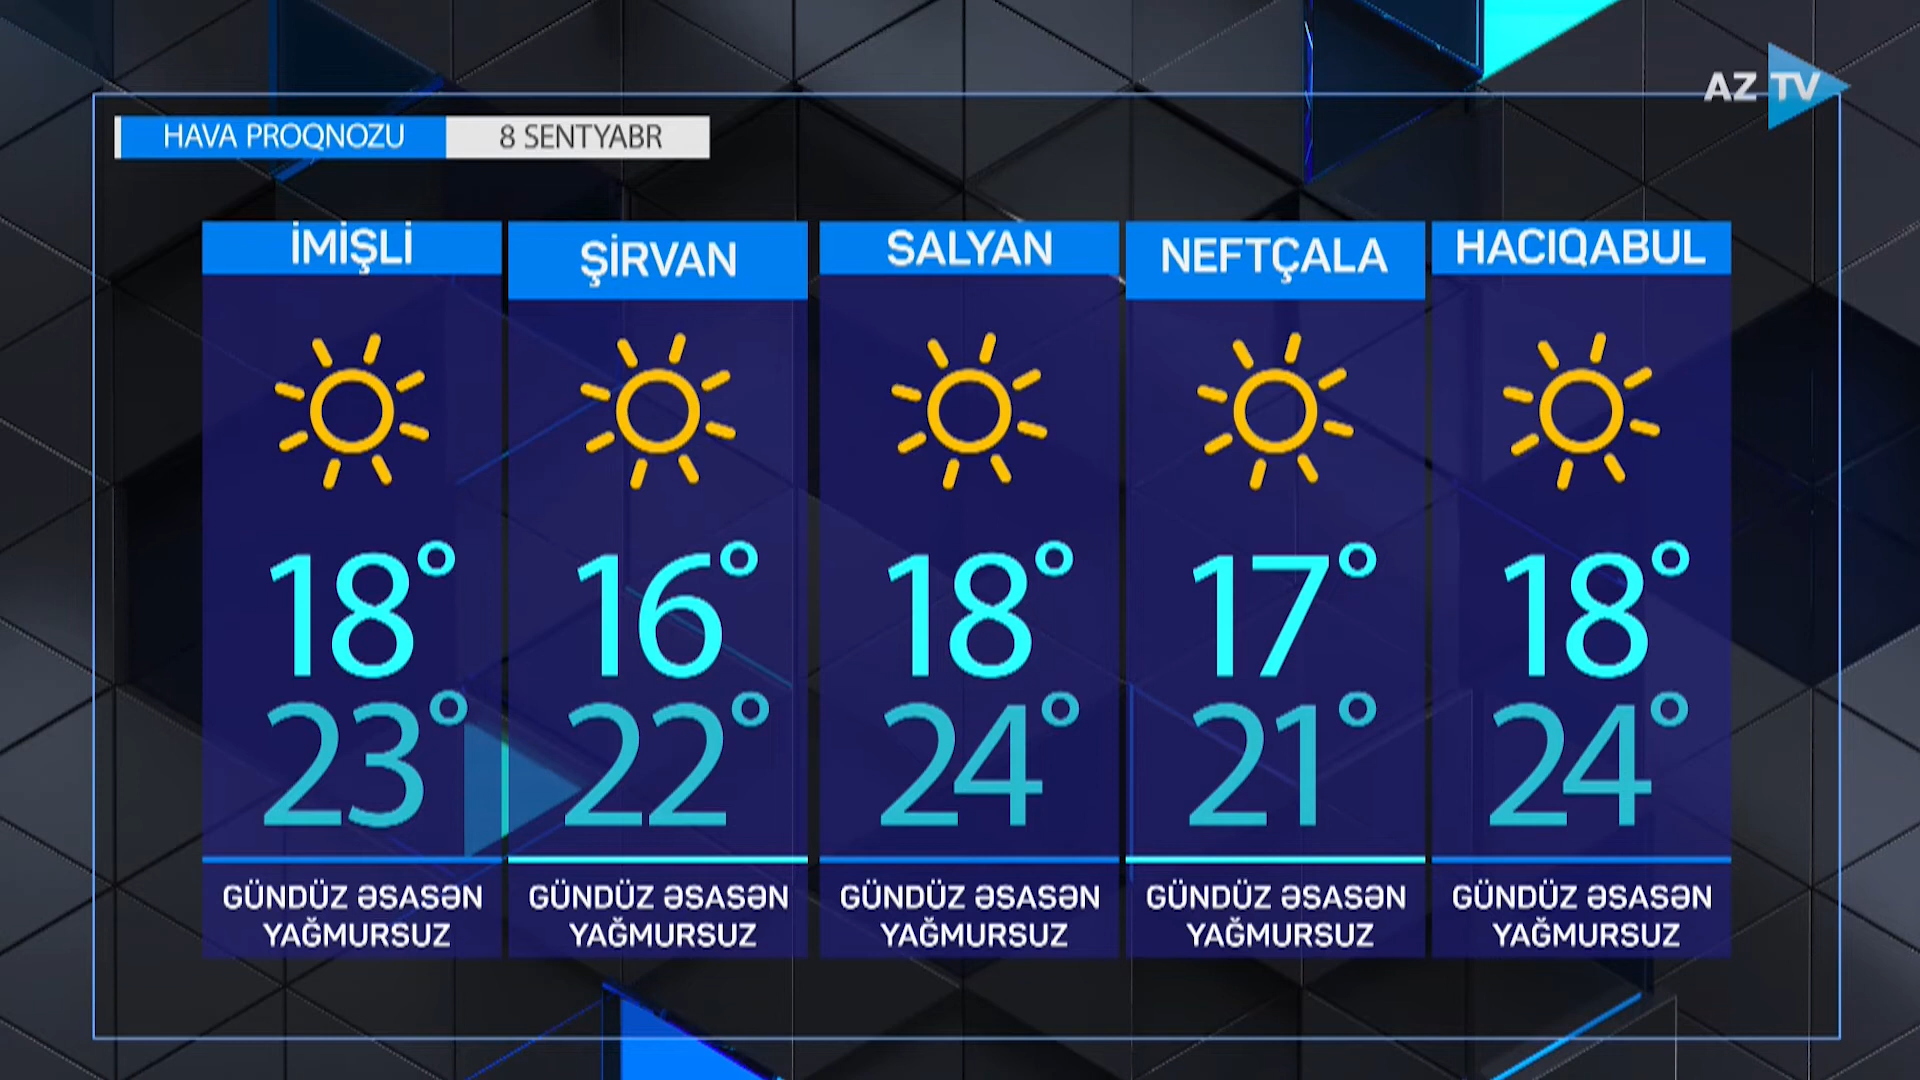 AZ TV
HAVA PROQNOZU
8 SENTYABR
İMİŞLİ
18°
23°
GÜNDÜZ ƏSASƏN
YAĞMURSUZ
ŞİRVAN
16°
22°
GÜNDÜZ ƏSASƏN
YAĞMURSUZ
SALYAN
18°
24°
GÜNDÜZ ƏSASƏN
YAĞMURSUZ
NEFTÇALA
17°
21°
GÜNDÜZ ƏSASƏN
YAĞMURSUZ
HACIQABUL
18°
24°
GÜNDÜZ ƏSASƏN
YAĞMURSUZ